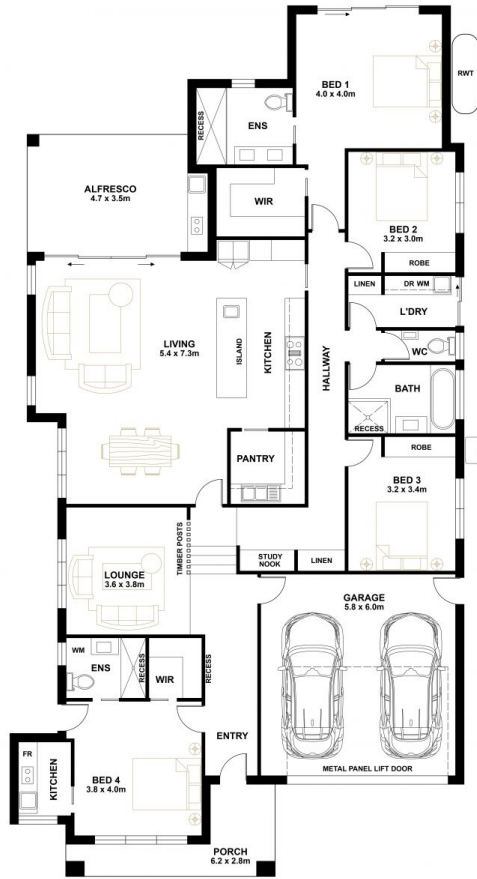 BED 1
4.0 x 4.0m
RWT
RECESS
ENS
ALFRESCO
4.7 x 3.5m
WIR
BED 2
3.2 x 3.0m
ROBE
LINEN
DR WM
L'DRY
LIVING
5.4 x 7.3m
ISLAND
KITCHEN
HALLWAY
WC
BATH
RECESS
PANTRY
ROBE
BED 3
3.2 x 3.4m
TIMBER POSTS
STUDY
NOOK
LINEN
LOUNGE
3.6 x 3.8m
GARAGE
5.8 x 6.0m
WM
ENS
RECESS
WIR
RECESS
ENTRY
FR
KITCHEN
BED 4
3.8 x 4.0m
METAL PANEL LIFT DOOR
PORCH
6.2 x 2.8m